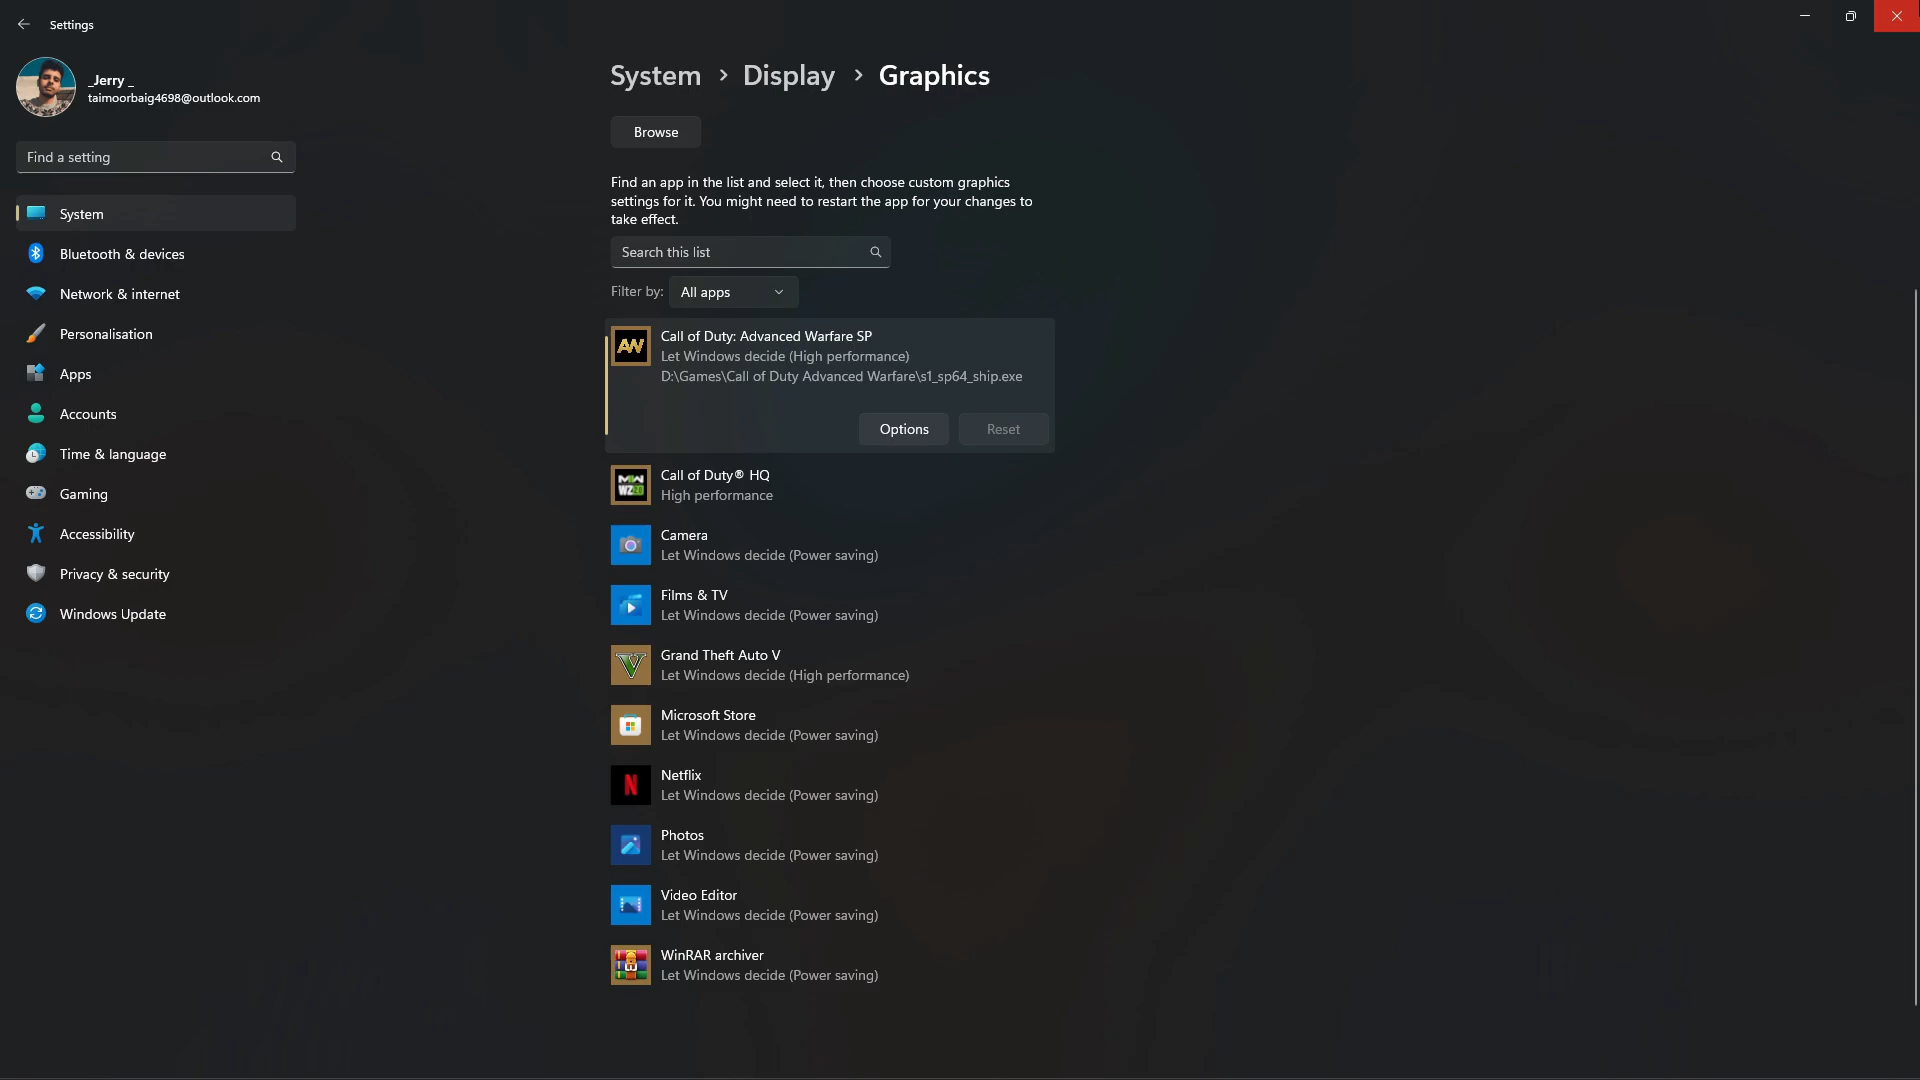 Settings
_Jerry _
taimoorbaig4698@outlook.com
Find a setting
System
Bluetooth & devices
Network & internet
Personalisation
Apps
Accounts
Time & language
Gaming
Accessibility
Privacy & security
Windows Update
System > Display > Graphics
Browse
Find an app in the list and select it, then choose custom graphics
settings for it. You might need to restart the app for your changes to
take effect.
Search this list
Filter by: All apps
AW
Call of Duty: Advanced Warfare SP
Let Windows decide (High performance)
D:\Games\Call of Duty Advanced Warfare\s1_sp64_ship.exe
Options Reset
Call of Duty® HQ
High performance
Camera
Let Windows decide (Power saving)
Films & TV
Let Windows decide (Power saving)
V
Grand Theft Auto V
Let Windows decide (High performance)
Microsoft Store
Let Windows decide (Power saving)
N
Netflix
Let Windows decide (Power saving)
Photos
Let Windows decide (Power saving)
Video Editor
Let Windows decide (Power saving)
WinRAR archiver
Let Windows decide (Power saving)